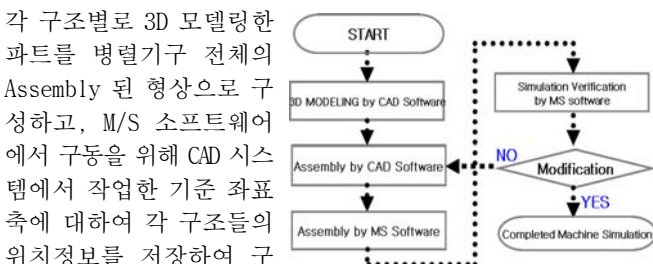 각 구조별로 3D 모델링한
파트를 병렬기구 전체의
Assembly 된 형상으로 구
성하고, M/S 소프트웨어
에서 구동을 위해 CAD 시스
템에서 작업한 기준 좌표
축에 대하여 각 구조들의
위치정보를 저장하여 구
START
3D MODELING by CAD Software
Assembly by CAD Software
Assembly by MS Software
Simulation Verification
by MS software
NO
Modification
YES
Completed Machine Simulation